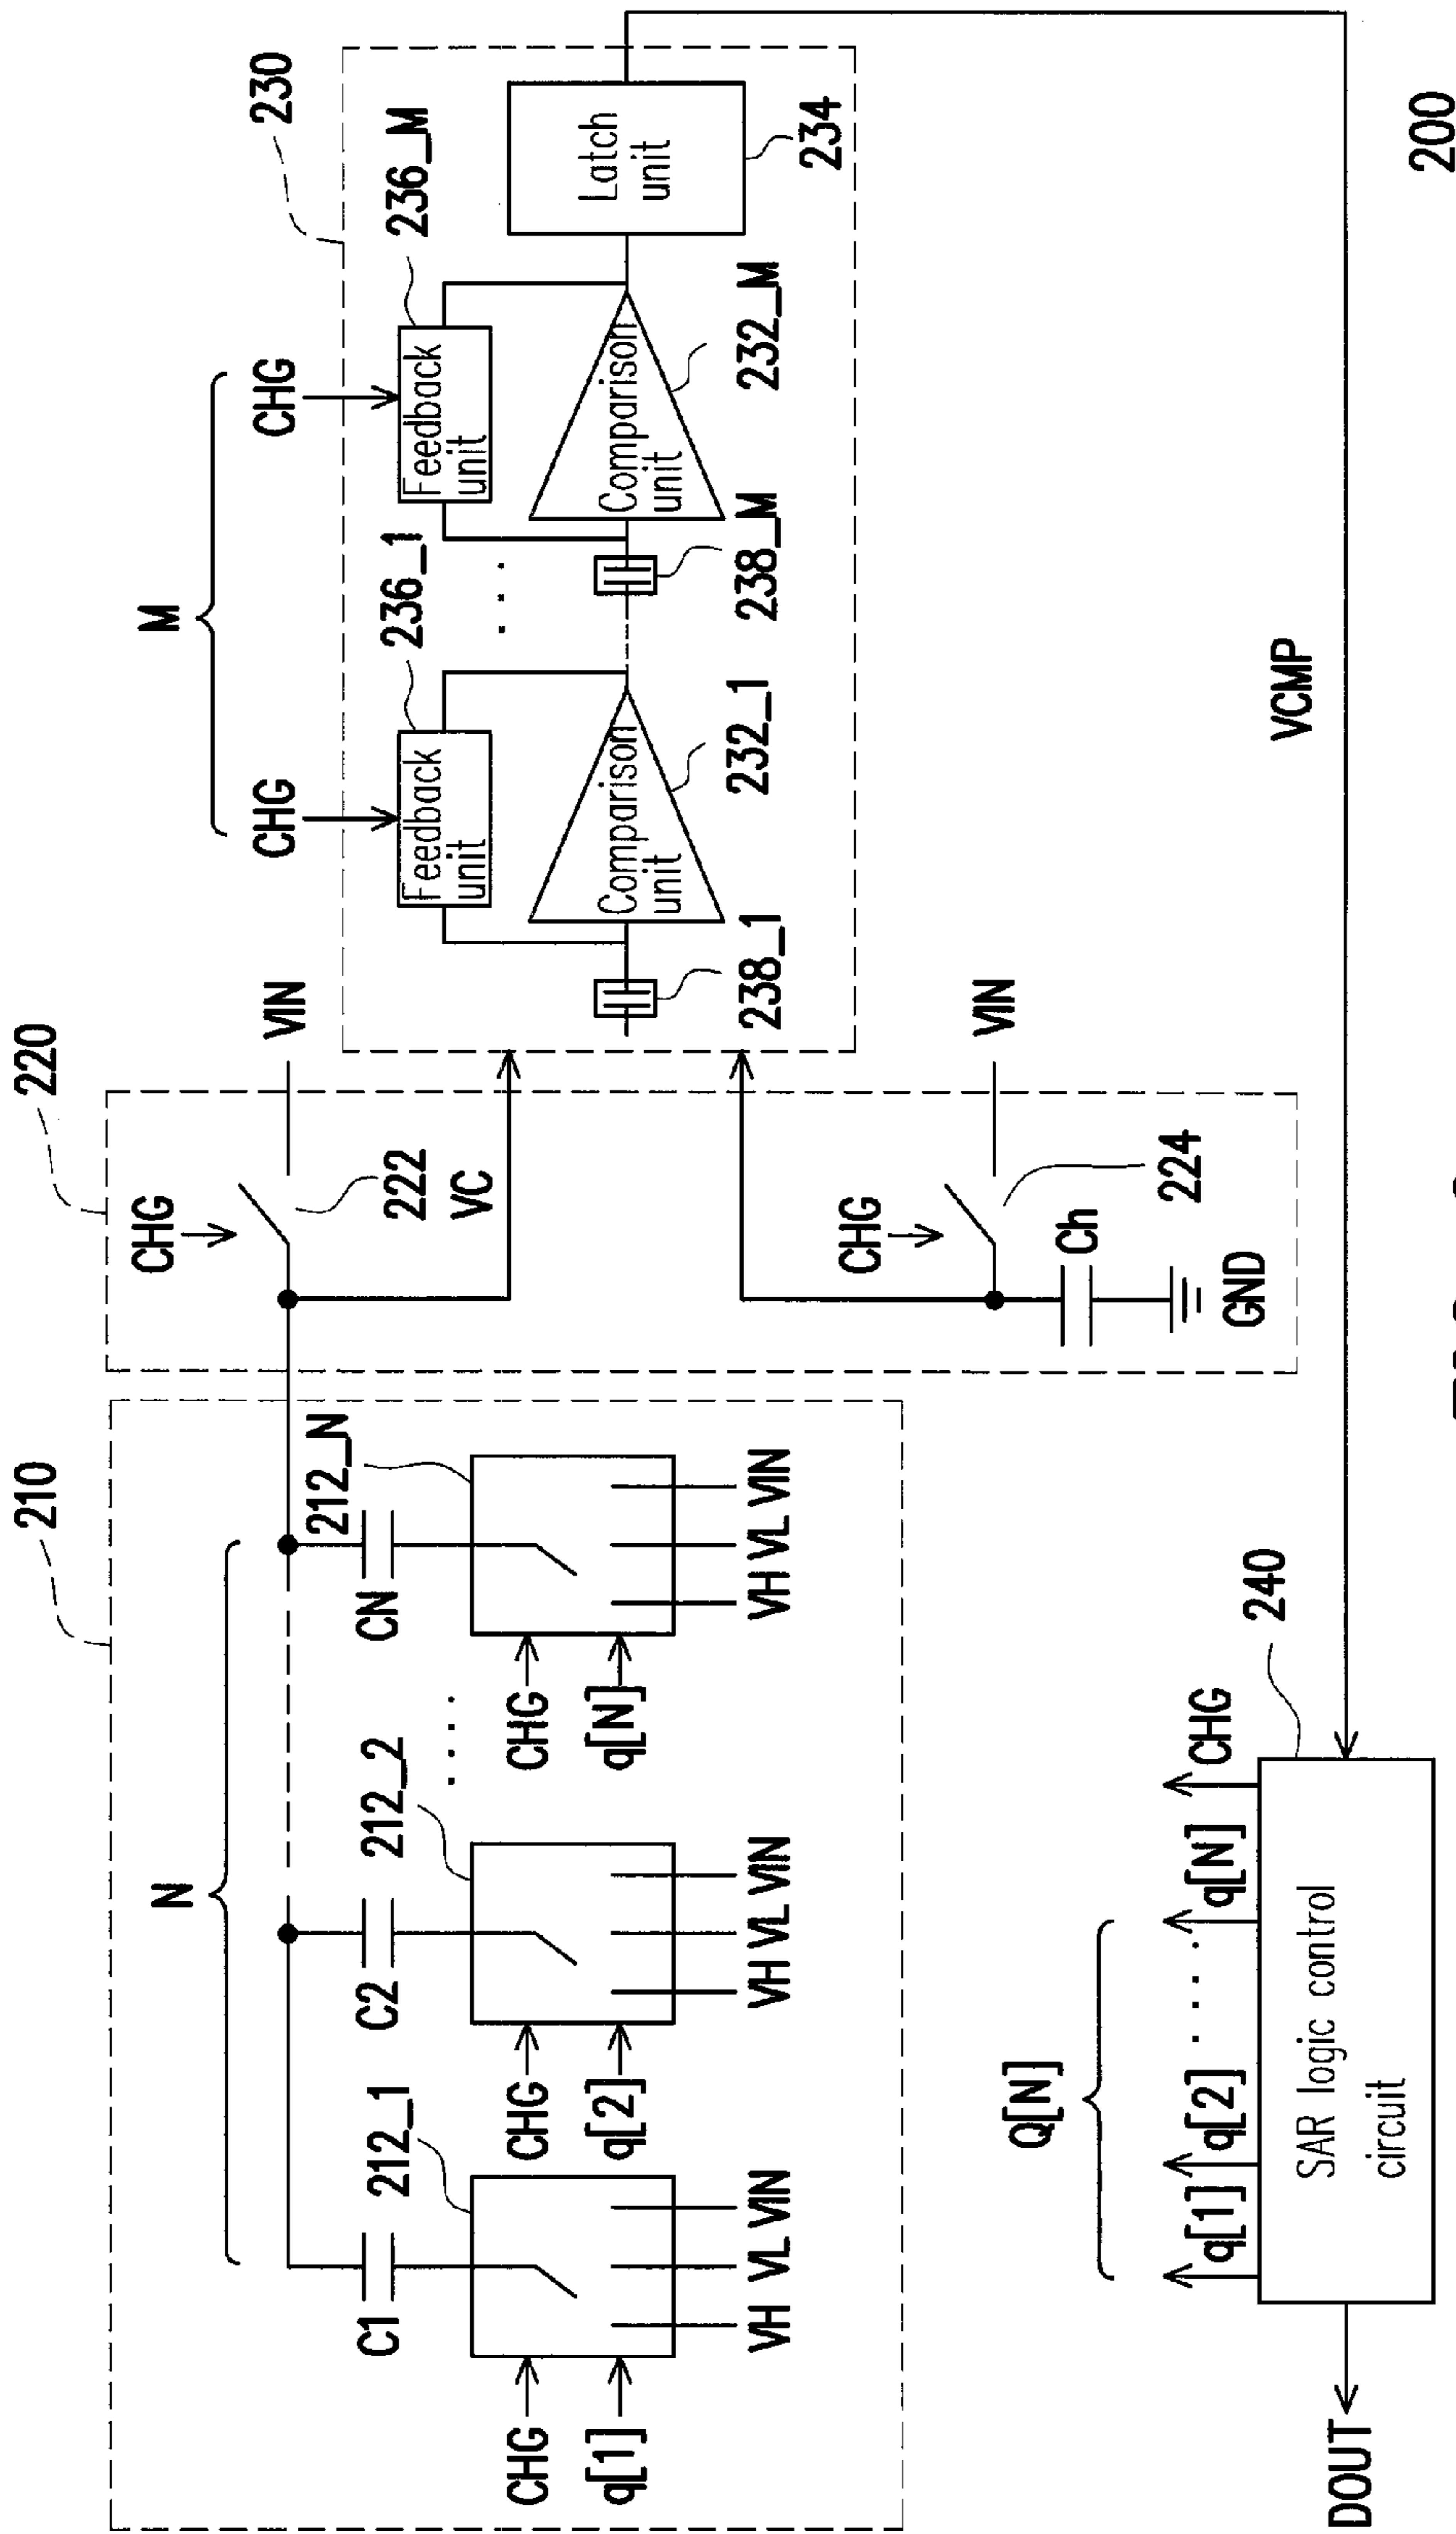 210
220
230
N
M
CHG
VIN
CHG
CHG
236_1
236_M
Feedback
unit
Feedback
unit
C1
212_1
C2
212_2
CN
212_N
222
VC
Comparison
unit
Comparison
unit
Latch
unit
CHG
q[1]
CHG
q[2]
. . . .
CHG
q[N]
. . .
238_1
232_1
238_M
232_M
234
VH VL VIN
VH VL VIN
VH VL VIN
CHG
VIN
Ch
224
GND
Q[N]
q[1]
q[2]
. . . .
q[N]
CHG
240
VCMP
SAR logic control
circuit
DOUT
200